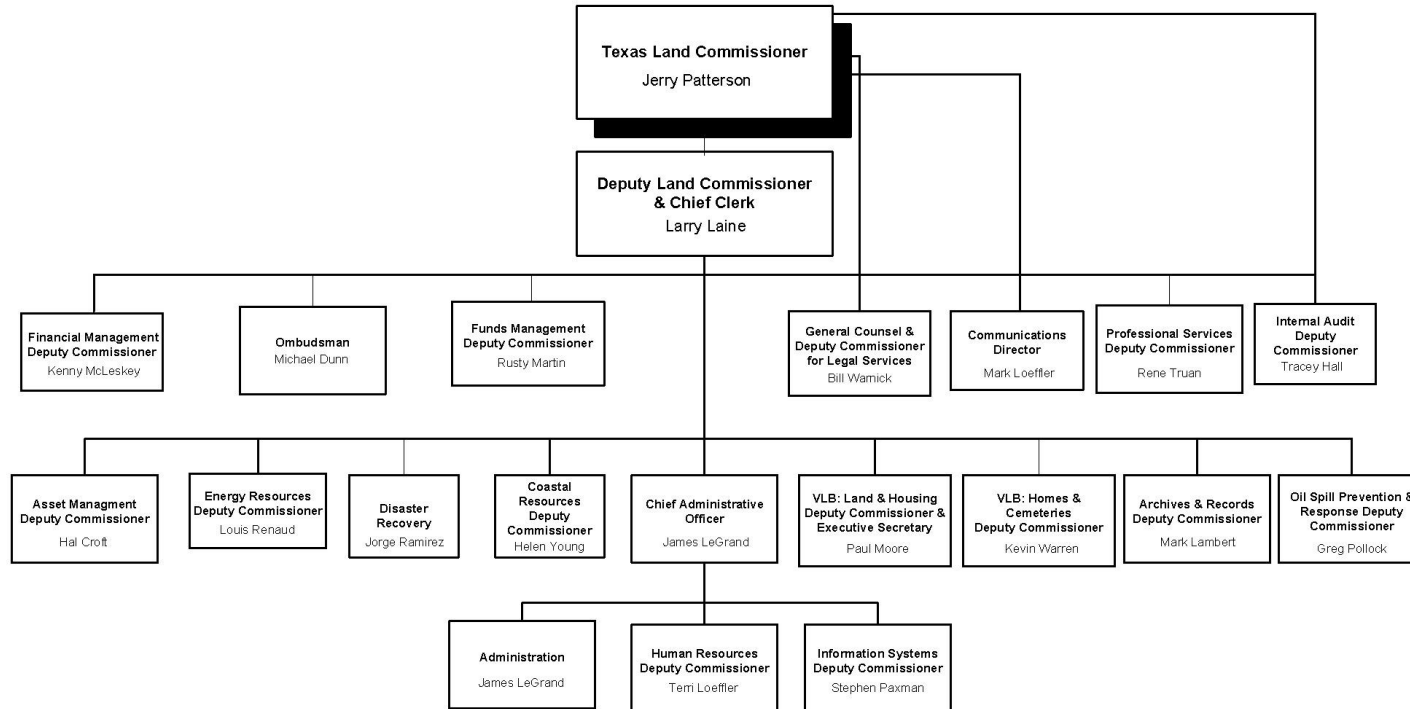 Texas Land Commissioner
Jerry Patterson
Deputy Land Commissioner
& Chief Clerk
Larry Laine
Financial Management
Deputy Commissioner
Kenny McLeskey
Ombudsman
Michael Dunn
Funds Management
Deputy Commissioner
Rusty Martin
General Counsel &
Deputy Commissioner
for Legal Services
Bill Warnick
Communications
Director
Mark Loeffler
Professional Services
Deputy Commissioner
Rene Truan
Internal Audit
Deputy
Commissioner
Tracey Hall
Asset Managment
Deputy Commissioner
Hal Croft
Energy Resources
Deputy Commissioner
Louis Renaud
Disaster
Recovery
Jorge Ramirez
Coastal
Resources
Deputy
Commissioner
Helen Young
Chief Administrative
Officer
James LeGrand
VLB: Land & Housing
Deputy Commissioner &
Executive Secretary
Paul Moore
VLB: Homes &
Cemeteries
Deputy Commissioner
Kevin Warren
Archives & Records
Deputy Commissioner
Mark Lambert
Oil Spill Prevention &
Response Deputy
Commissioner
Greg Pollock
Administration
James LeGrand
Human Resources
Deputy Commissioner
Terri Loeffler
Information Systems
Deputy Commissioner
Stephen Paxman